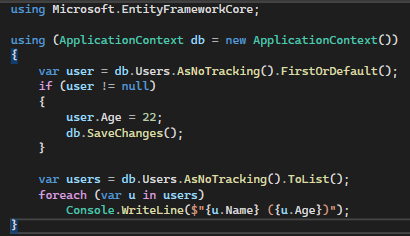 using Microsoft.EntityFrameworkCore;
using (ApplicationContext db = new ApplicationContext())
{
    var user = db.Users.AsNoTracking().FirstOrDefault();
    if (user != null)
    {
        user.Age = 22;
        db.SaveChanges();
    }
    var users = db.Users.AsNoTracking().ToList();
    foreach (var u in users)
        Console.WriteLine($"{u.Name} ({u.Age})");
}